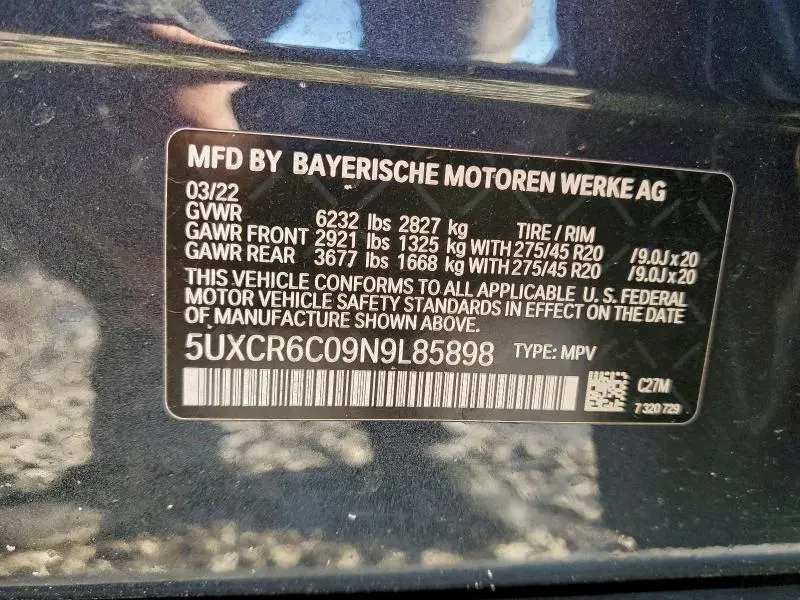 MFD BY BAYERISCHE MOTOREN WERKE AG
03/22
GVWR 6232 lbs 2827 kg TIRE / RIM
GAWR FRONT 2921 lbs 1325 kg WITH 275/45 R20 /9.0J x 20
GAWR REAR 3677 lbs 1668 kg WITH 275/45 R20 /9.0J x 20
THIS VEHICLE CONFORMS TO ALL APPLICABLE U. S. FEDERAL
MOTOR VEHICLE SAFETY STANDARDS IN EFFECT ON THE DATE
OF MANUFACTURE SHOWN ABOVE.
5UXCR6C09N9L85898 TYPE: MPV
C27M
7 320 729